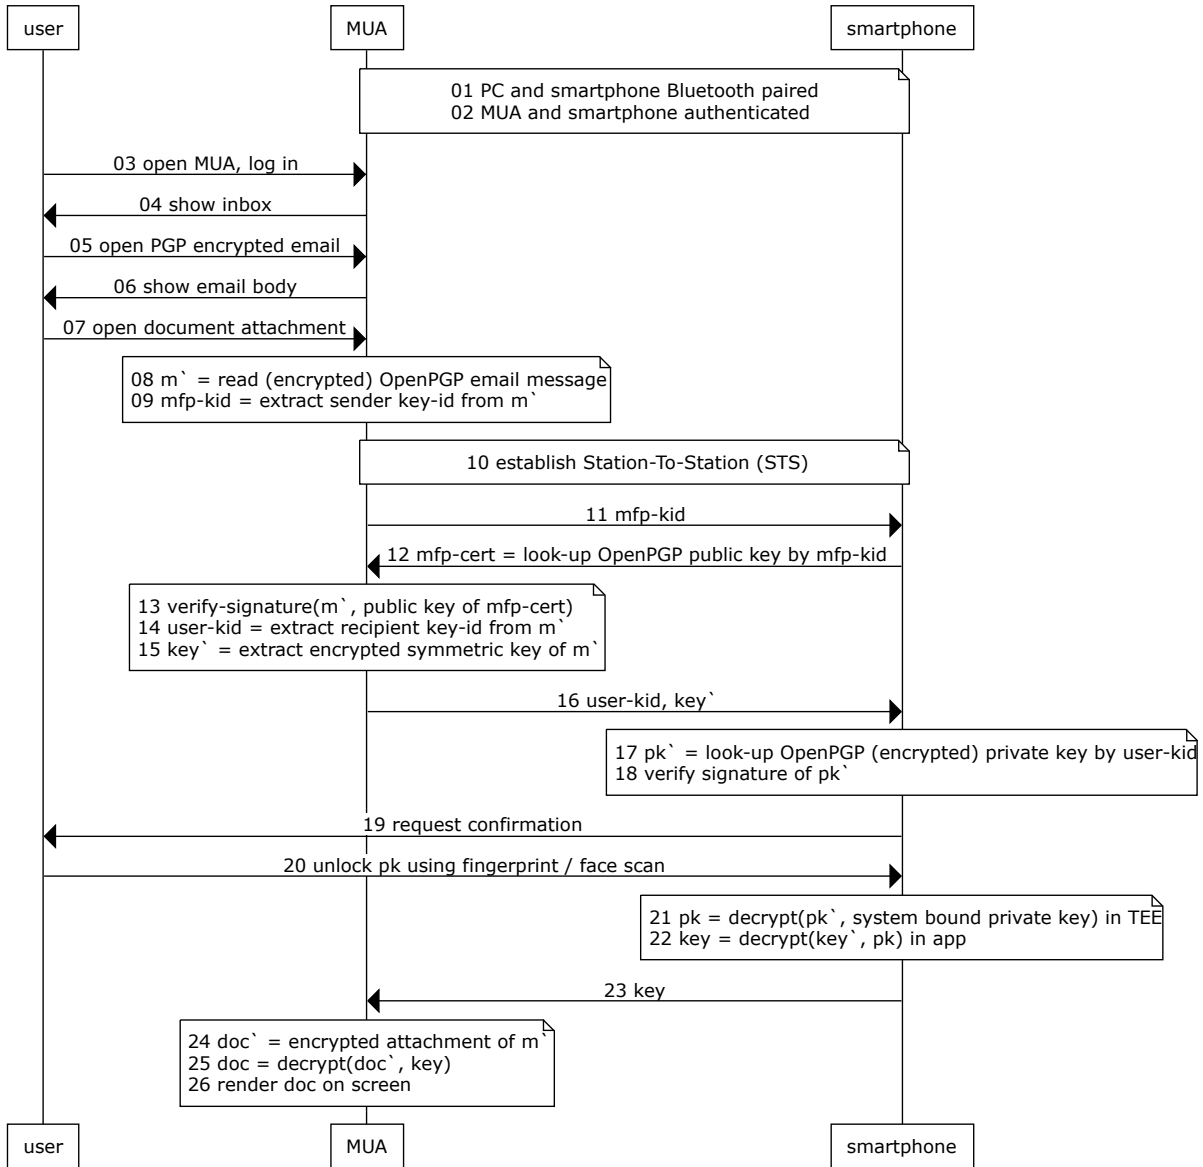 user
MUA
smartphone
01 PC and smartphone Bluetooth paired
02 MUA and smartphone authenticated
03 open MUA, log in
04 show inbox
05 open PGP encrypted email
06 show email body
07 open document attachment
08 m` = read (encrypted) OpenPGP email message
09 mfp-kid = extract sender key-id from m`
10 establish Station-To-Station (STS)
11 mfp-kid
12 mfp-cert = look-up OpenPGP public key by mfp-kid
13 verify-signature(m`, public key of mfp-cert)
14 user-kid = extract recipient key-id from m`
15 key` = extract encrypted symmetric key of m`
16 user-kid, key`
17 pk` = look-up OpenPGP (encrypted) private key by user-kid
18 verify signature of pk`
19 request confirmation
20 unlock pk using fingerprint / face scan
21 pk = decrypt(pk`, system bound private key) in TEE
22 key = decrypt(key`, pk) in app
23 key
24 doc` = encrypted attachment of m`
25 doc = decrypt(doc`, key)
26 render doc on screen
user
MUA
smartphone